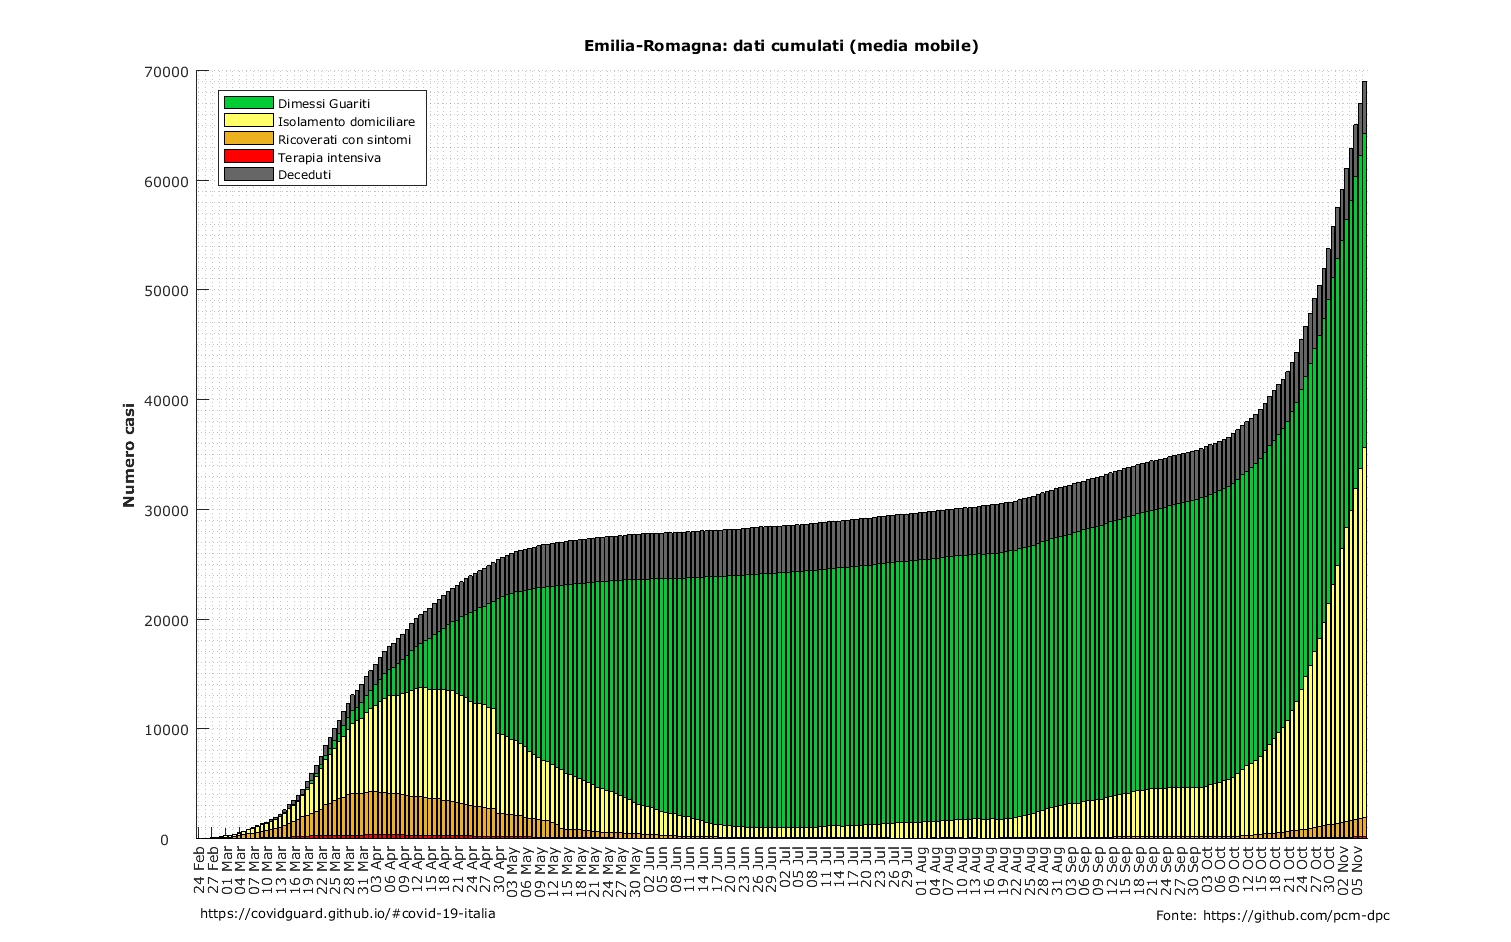 Emilia-Romagna: dati cumulati (media mobile)
70000
60000
50000
40000
30000
20000
10000
0
Numero casi
Dimessi Guariti
Isolamento domiciliare
Ricoverati con sintomi
Terapia intensiva
Deceduti
24 Feb
27 Feb
01 Mar
04 Mar
07 Mar
10 Mar
13 Mar
16 Mar
19 Mar
22 Mar
25 Mar
28 Mar
31 Mar
03 Apr
06 Apr
09 Apr
12 Apr
15 Apr
18 Apr
21 Apr
24 Apr
27 Apr
30 Apr
03 May
06 May
09 May
12 May
15 May
18 May
21 May
24 May
27 May
30 May
02 Jun
05 Jun
08 Jun
11 Jun
14 Jun
17 Jun
20 Jun
23 Jun
26 Jun
29 Jun
02 Jul
05 Jul
08 Jul
11 Jul
14 Jul
17 Jul
20 Jul
23 Jul
26 Jul
29 Jul
01 Aug
04 Aug
07 Aug
10 Aug
13 Aug
16 Aug
19 Aug
22 Aug
25 Aug
28 Aug
31 Aug
03 Sep
06 Sep
09 Sep
12 Sep
15 Sep
18 Sep
21 Sep
24 Sep
27 Sep
30 Sep
03 Oct
06 Oct
09 Oct
12 Oct
15 Oct
18 Oct
21 Oct
24 Oct
27 Oct
30 Oct
02 Nov
05 Nov
https://covidguard.github.io/#covid-19-italia
Fonte: https://github.com/pcm-dpc